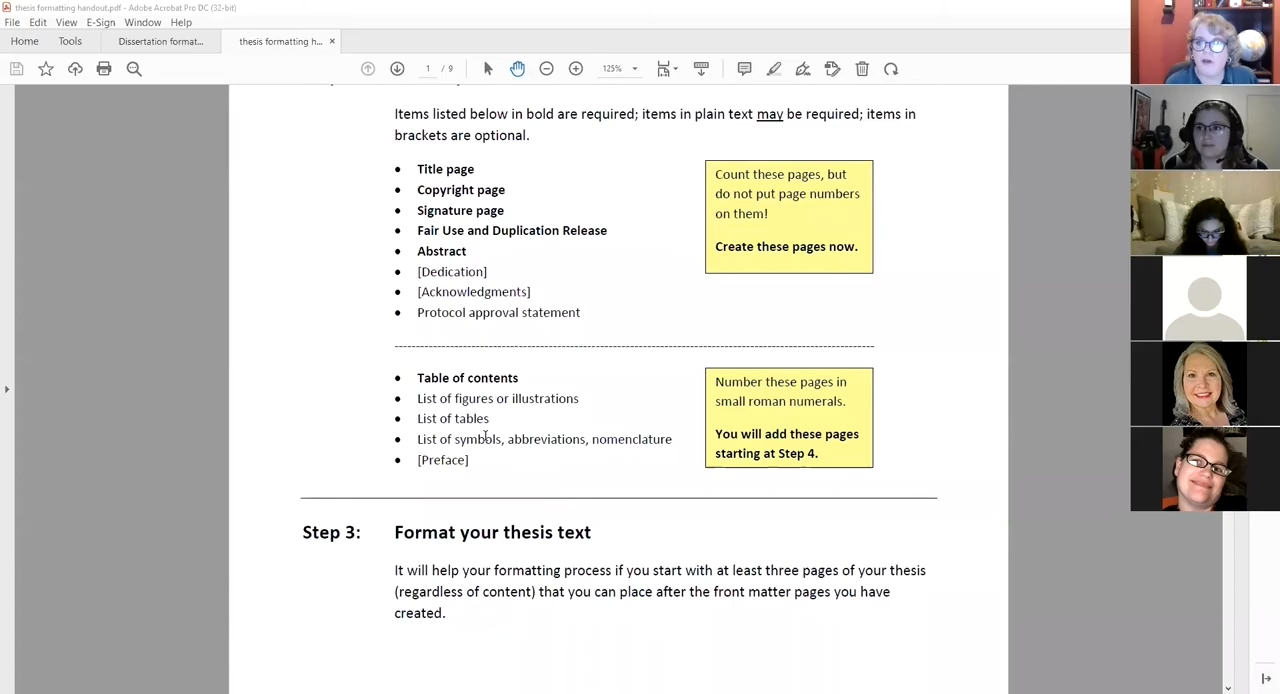 thesis formatting handout.pdf - Adobe Acrobat Pro DC (32-bit)
File Edit View E-Sign Window Help
Home Tools Dissertation format... thesis formatting h... ×
1 / 9 125%
Items listed below in bold are required; items in plain text may be required; items in
brackets are optional.
• Title page
• Copyright page
• Signature page
• Fair Use and Duplication Release
• Abstract
• [Dedication]
• [Acknowledgments]
• Protocol approval statement
Count these pages, but
do not put page numbers
on them!
Create these pages now.
--------------------------------------------------------------------------------
• Table of contents
• List of figures or illustrations
• List of tables
• List of symbols, abbreviations, nomenclature
• [Preface]
Number these pages in
small roman numerals.
You will add these pages
starting at Step 4.
Step 3: Format your thesis text
It will help your formatting process if you start with at least three pages of your thesis
(regardless of content) that you can place after the front matter pages you have
created.